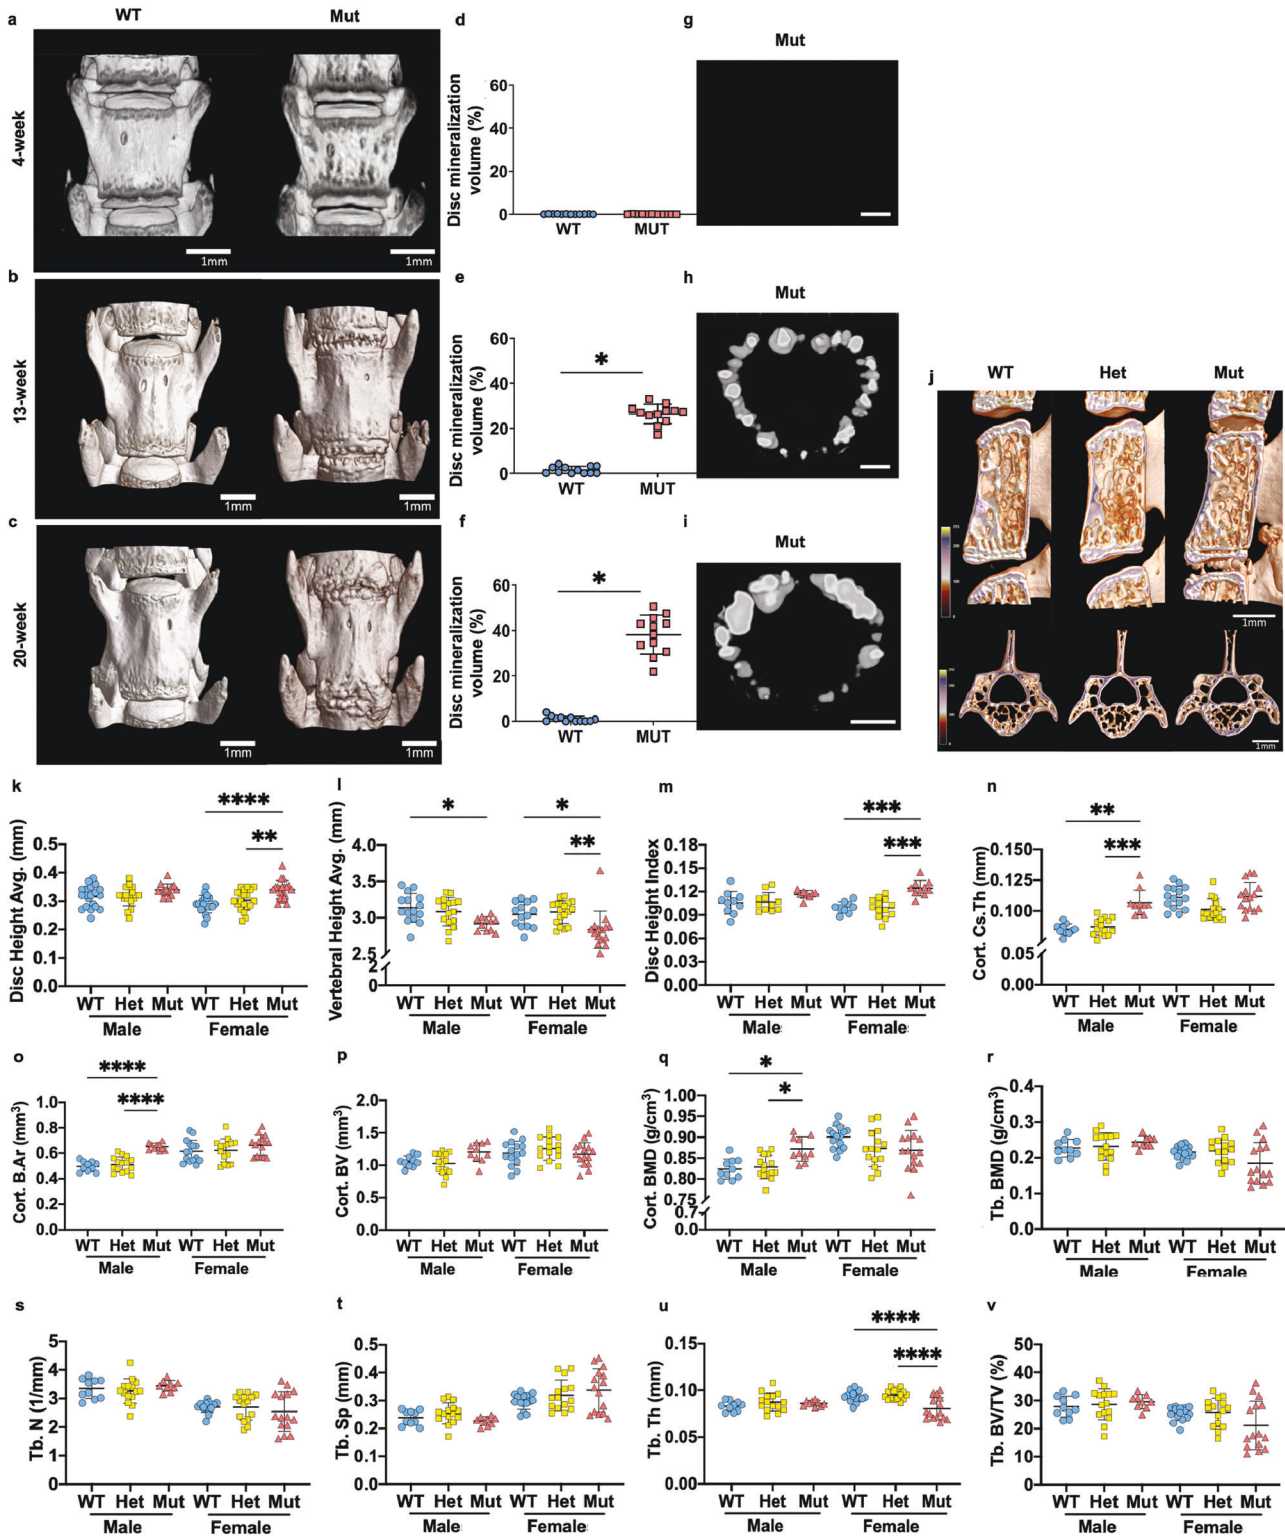 a
WT
Mut
4-week
1mm
1mm
b
13-week
1mm
1mm
c
20-week
1mm
1mm
d
Disc mineralization
volume (%)
60
40
20
0
WT
MUT
e
Disc mineralization
volume (%)
60
40
20
0
*
WT
MUT
f
Disc mineralization
volume (%)
60
40
20
0
*
WT
MUT
g
Mut
h
Mut
i
Mut
j
WT
Het
Mut
1mm
1mm
k
Disc Height Avg. (mm)
0.5
0.4
0.3
0.2
0.1
0.0
****
**
WT Het Mut WT Het Mut
Male Female
l
Vertebral Height Avg. (mm)
4.0
3.5
3.0
2.5
2
0
* *
**
WT Het Mut WT Het Mut
Male Female
m
Disc Height Index
0.18
0.15
0.12
0.09
0.06
0.03
0.00
***
***
WT Het Mut WT Het Mut
Male Female
n
Cort. Cs.Th (mm)
0.150
0.125
0.100
0.05
0.00
**
***
WT Het Mut WT Het Mut
Male Female
o
Cort. B.Ar (mm³)
1.0
0.8
0.6
0.4
0.2
0.0
****
****
WT Het Mut WT Het Mut
Male Female
p
Cort. BV (mm³)
2.0
1.5
1.0
0.5
0.0
WT Het Mut WT Het Mut
Male Female
q
Cort. BMD (g/cm³)
1.00
0.95
0.90
0.85
0.80
0.75
0.7
0.0
*
*
WT Het Mut WT Het Mut
Male Female
r
Tb. BMD (g/cm³)
0.4
0.3
0.2
0.1
0.0
WT Het Mut WT Het Mut
Male Female
s
Tb. N (1/mm)
5
4
3
2
1
0
WT Het Mut WT Het Mut
Male Female
t
Tb. Sp (mm)
0.5
0.4
0.3
0.2
0.1
0.0
WT Het Mut WT Het Mut
Male Female
u
Tb. Th (mm)
0.15
0.10
0.05
0.00
****
****
WT Het Mut WT Het Mut
Male Female
v
Tb. BV/TV (%)
50
40
30
20
10
0
WT Het Mut WT Het Mut
Male Female